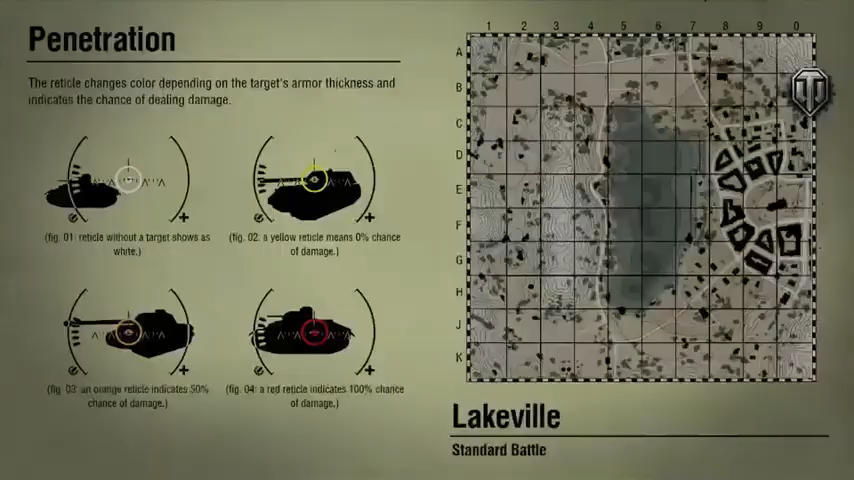 Penetration
The reticle changes color depending on the target's armor thickness and
indicates the chance of dealing damage.
(fig. 01: reticle without a target shows as
white.)
(fig. 02: a yellow reticle means 0% chance
of damage.)
(fig. 03: an orange reticle indicates 50%
chance of damage.)
(fig. 04: a red reticle indicates 100% chance
of damage.)
1 2 3 4 5 6 7 8 9 0
A
B
C
D
E
F
G
H
J
K
Lakeville
Standard Battle